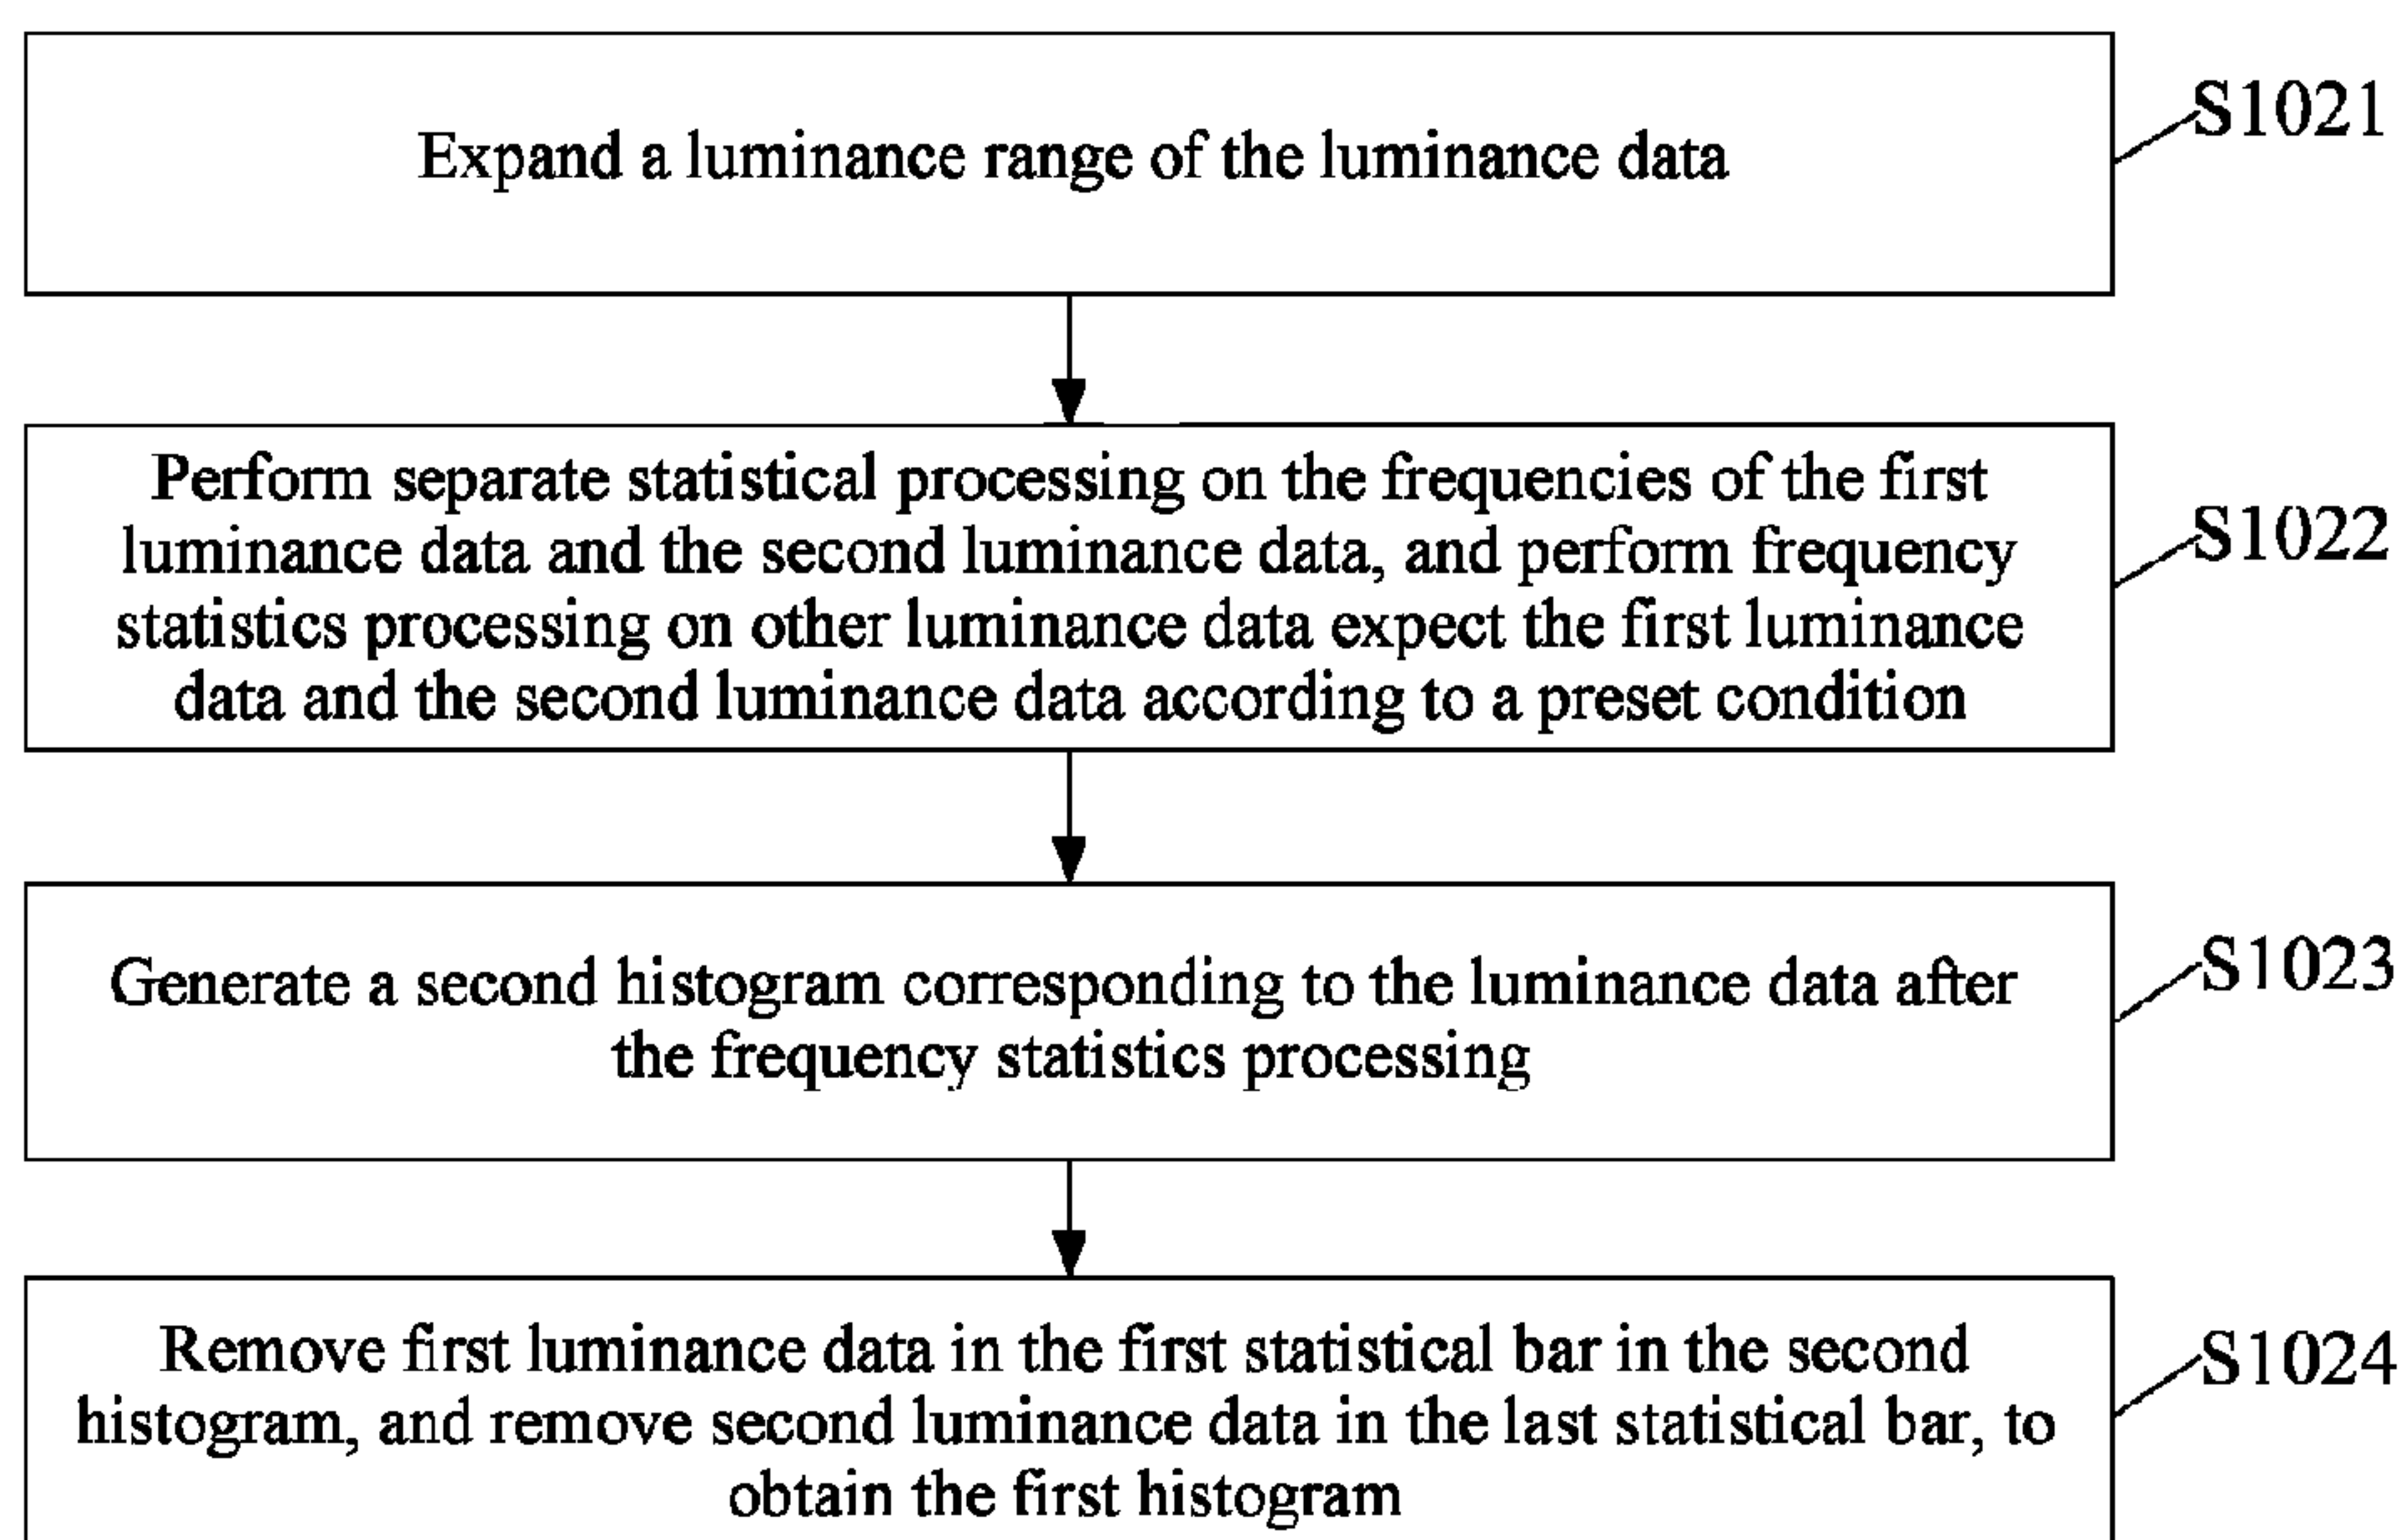 Expand a luminance range of the luminance data
S1021
Perform separate statistical processing on the frequencies of the first
luminance data and the second luminance data, and perform frequency
statistics processing on other luminance data expect the first luminance
data and the second luminance data according to a preset condition
S1022
Generate a second histogram corresponding to the luminance data after
the frequency statistics processing
S1023
Remove first luminance data in the first statistical bar in the second
histogram, and remove second luminance data in the last statistical bar, to
obtain the first histogram
S1024